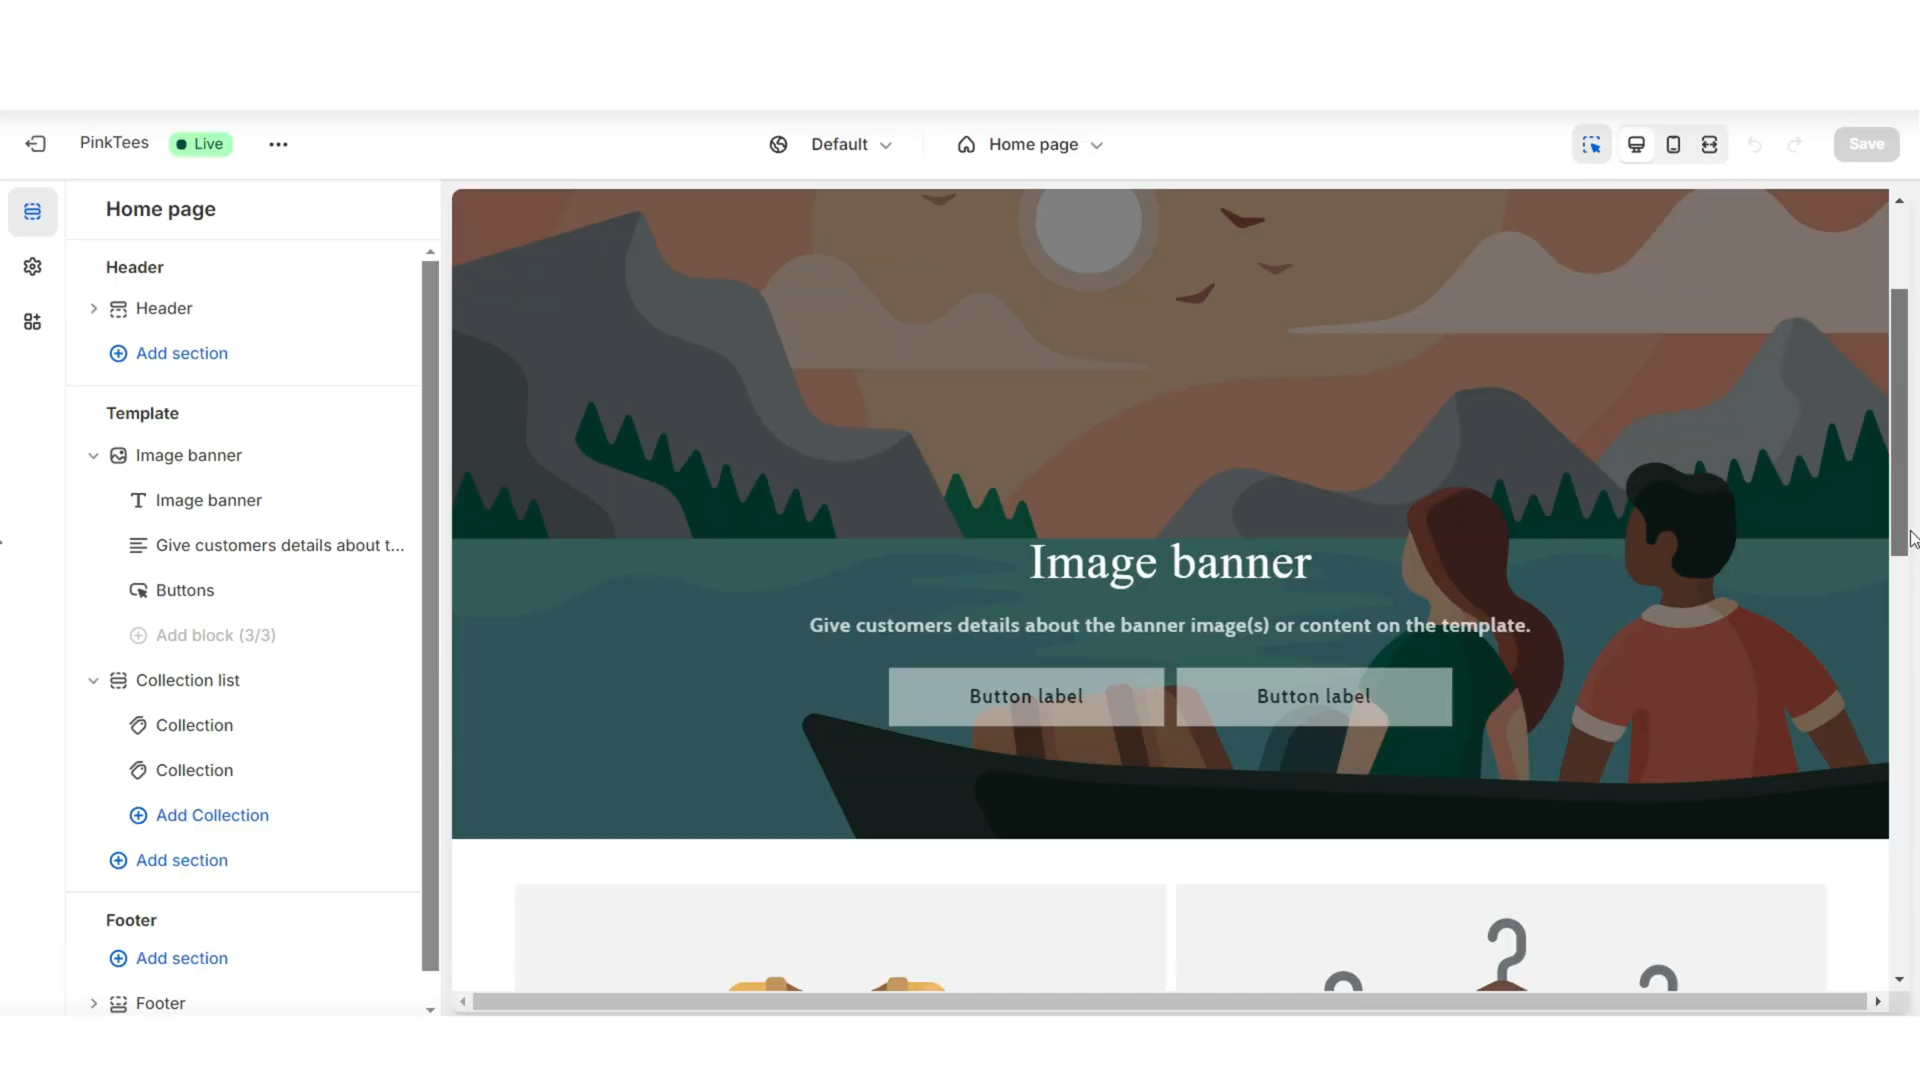 PinkTees
Live
Default
Home page
Save
Home page
Header
Header
Add section
Template
Image banner
Image banner
Give customers details about t...
Buttons
Add block (3/3)
Collection list
Collection
Collection
Add Collection
Add section
Footer
Add section
Footer
Image banner
Give customers details about the banner image(s) or content on the template.
Button label
Button label